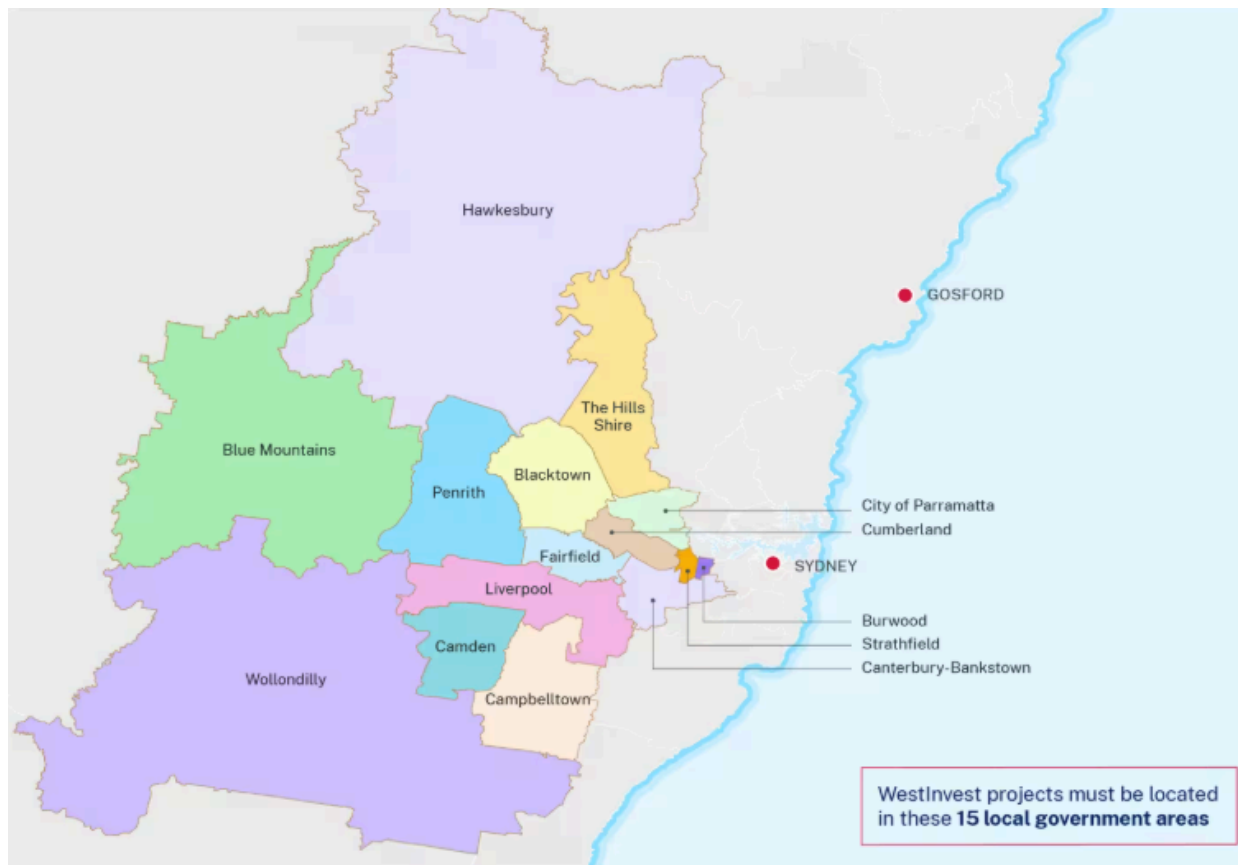 Hawkesbury
GOSFORD
The Hills
Shire
Blue Mountains
Blacktown
Penrith
City of Parramatta
Cumberland
Fairfield
SYDNEY
Liverpool
Burwood
Strathfield
Camden
Canterbury-Bankstown
Wollondilly
Campbelltown
WestInvest projects must be located
in these 15 local government areas